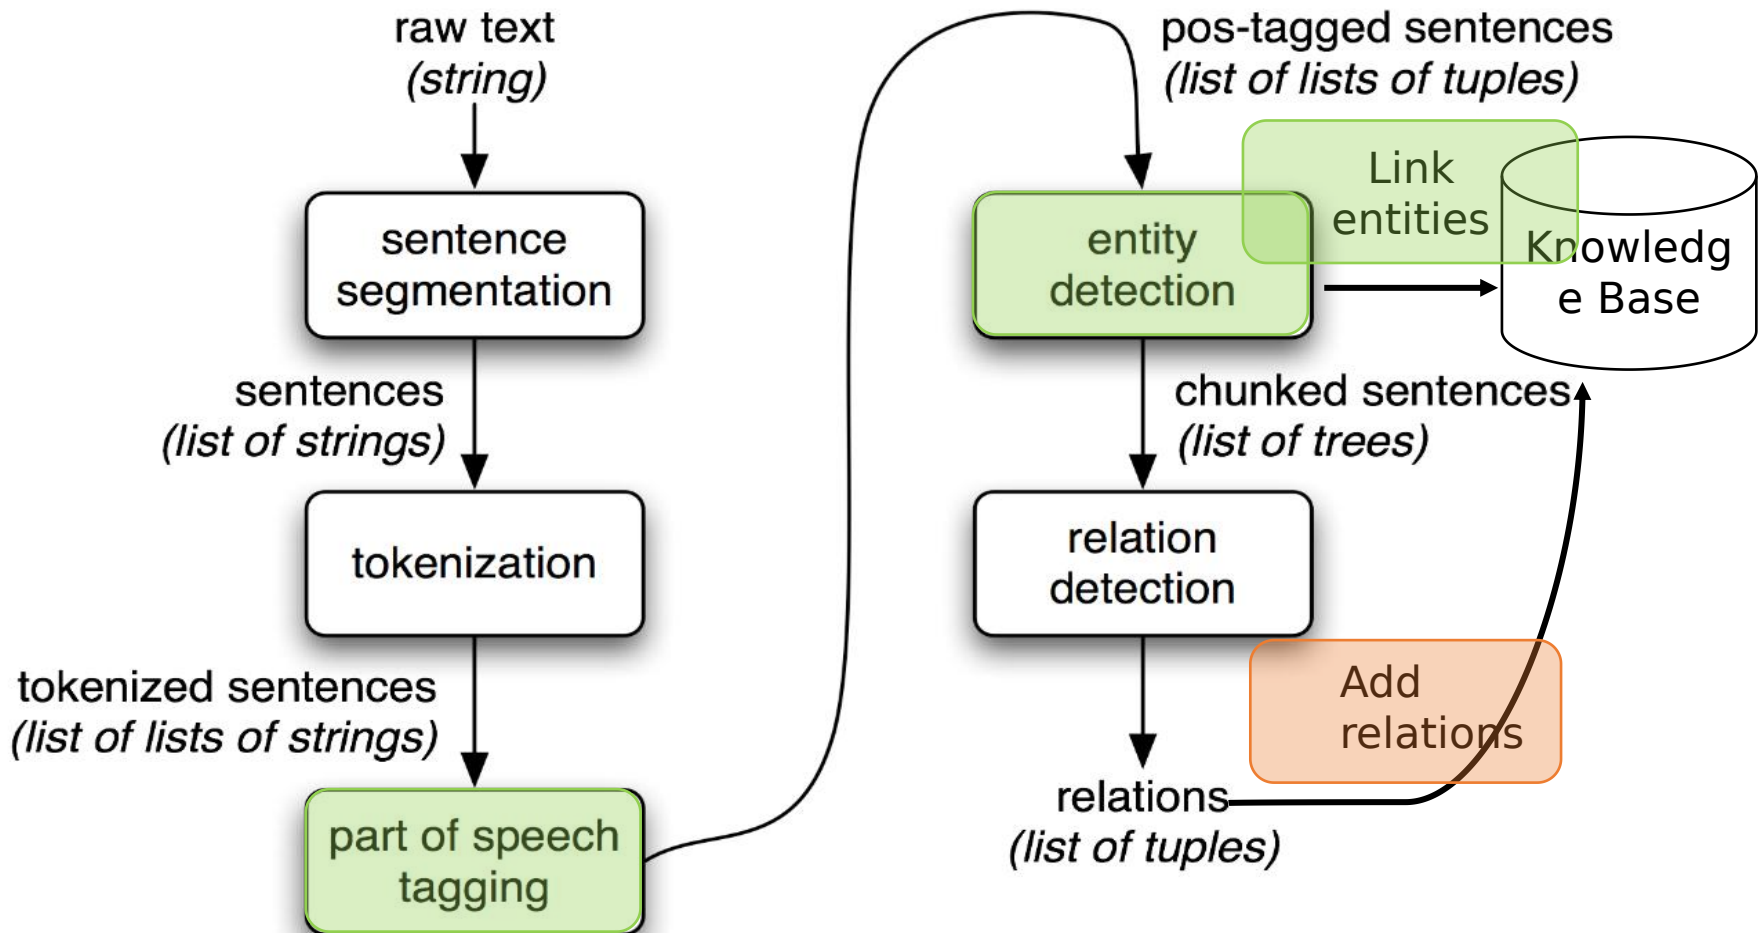 raw text
(string)
sentence
segmentation
sentences
(list of strings)
tokenization
tokenized sentences
(list of lists of strings)
part of speech
tagging
pos-tagged sentences
(list of lists of tuples)
Link
entities
entity
detection
Knowledg
e Base
chunked sentences
(list of trees)
relation
detection
Add
relations
relations
(list of tuples)